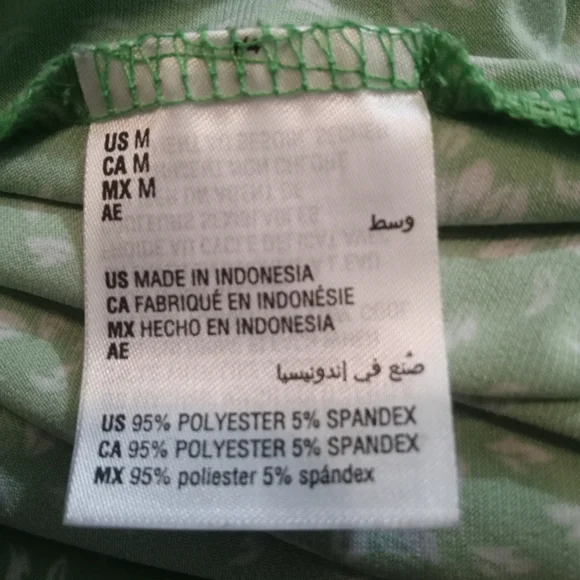 US M
CA M
MX M
AE
وسط
US MADE IN INDONESIA
CA FABRIQUÉ EN INDONÉSIE
MX HECHO EN INDONESIA
AE
صُنع في إندونيسيا
US 95% POLYESTER 5% SPANDEX
CA 95% POLYESTER 5% SPANDEX
MX 95% poliester 5% spándex